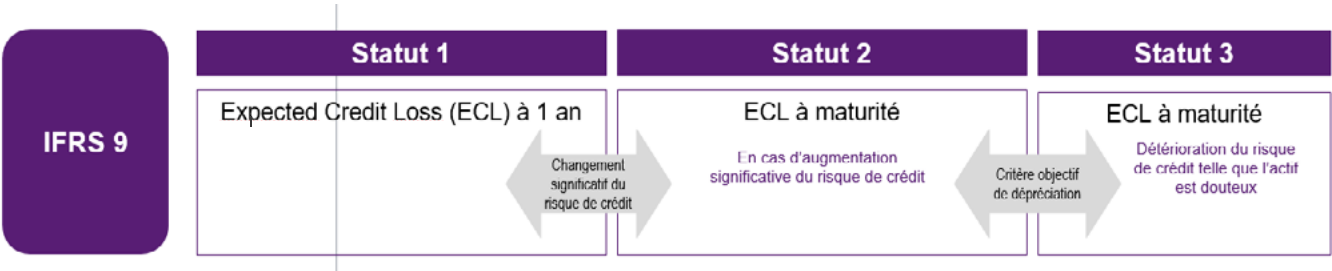 IFRS 9
Statut 1
Expected Credit Loss (ECL) à 1 an
Changement
significatif du
risque de crédit
Statut 2
ECL à maturité
En cas d'augmentation
significative du risque de crédit
Critère objectif
de dépréciation
Statut 3
ECL à maturité
Détérioration du risque
de crédit telle que l'actif
est douteux